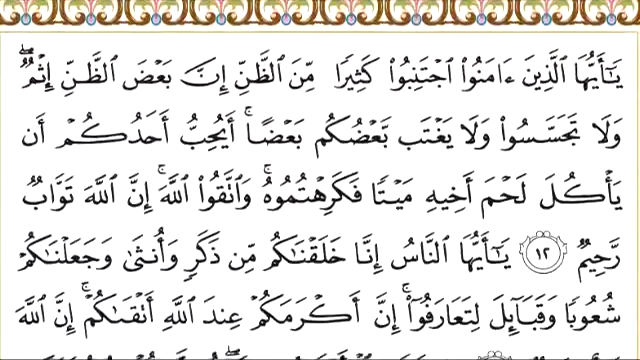 يَـٰٓأَيُّهَا ٱلَّذِينَ ءَامَنُوا۟ ٱجْتَنِبُوا۟ كَثِيرًا مِّنَ ٱلظَّنِّ إِنَّ بَعْضَ ٱلظَّنِّ إِثْمٌ ۖ
وَلَا تَجَسَّسُوا۟ وَلَا يَغْتَب بَّعْضُكُم بَعْضًا ۚ أَيُحِبُّ أَحَدُكُمْ أَن
يَأْكُلَ لَحْمَ أَخِيهِ مَيْتًا فَكَرِهْتُمُوهُ ۚ وَٱتَّقُوا۟ ٱللَّهَ ۚ إِنَّ ٱللَّهَ تَوَّابٌ
رَّحِيمٌ ١٢ يَـٰٓأَيُّهَا ٱلنَّاسُ إِنَّا خَلَقْنَـٰكُم مِّن ذَكَرٍ وَأُنثَىٰ وَجَعَلْنَـٰكُمْ
شُعُوبًا وَقَبَآئِلَ لِتَعَارَفُوٓا۟ ۚ إِنَّ أَكْرَمَكُمْ عِندَ ٱللَّهِ أَتْقَىٰكُمْ ۚ إِنَّ ٱللَّهَ